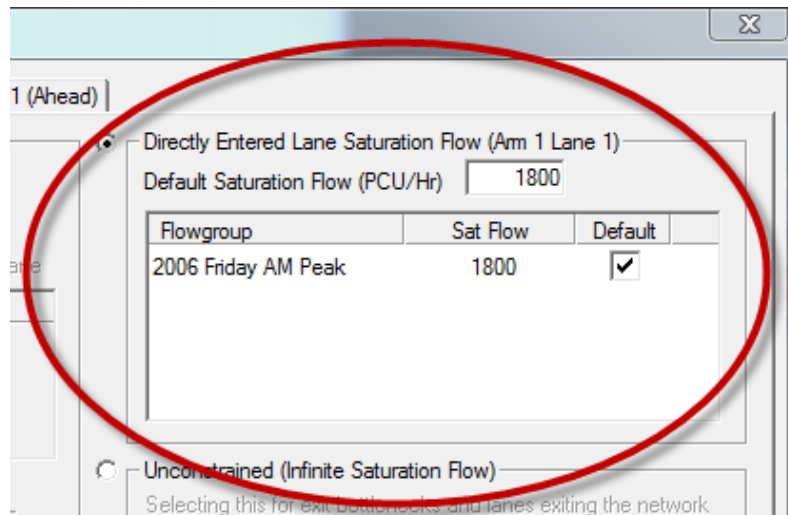 1 (Ahead)
Directly Entered Lane Saturation Flow (Arm 1 Lane 1)
Default Saturation Flow (PCU/Hr) 1800
Flowgroup Sat Flow Default
2006 Friday AM Peak 1800
Unconstrained (Infinite Saturation Flow)
Selecting this for exit bottlenecks and lanes exiting the network